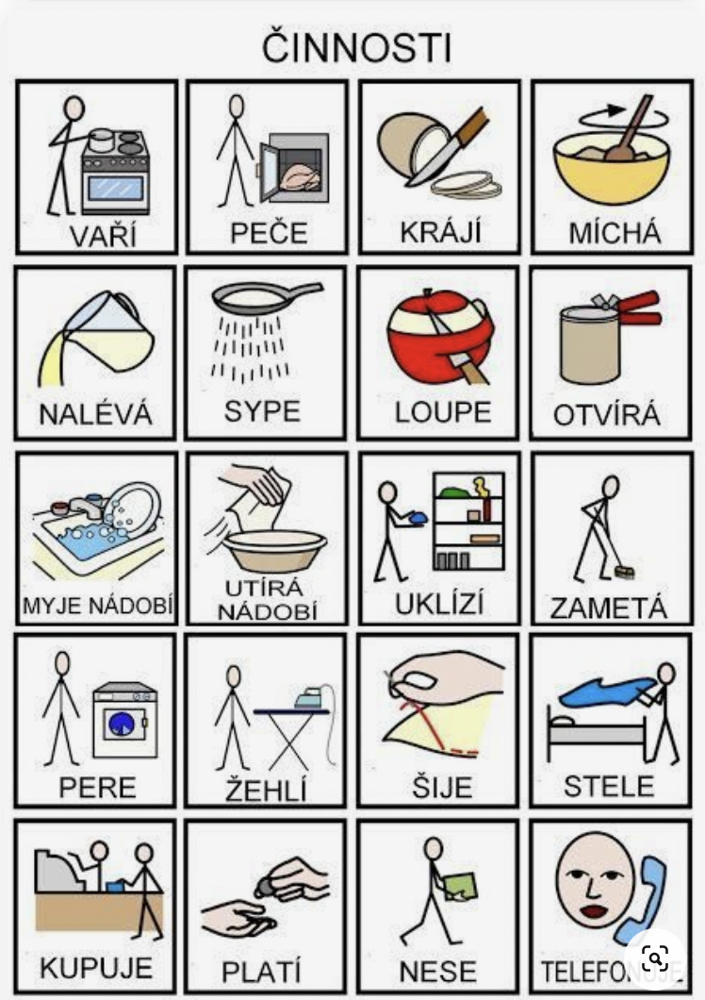 ČINNOSTI
VAŘÍ
PEČE
KRÁJÍ
MÍCHÁ
NALÉVÁ
SYPE
LOUPE
OTVÍRÁ
MYJE NÁDOBÍ
UTÍRÁ
NÁDOBÍ
UKLÍZÍ
ZAMETÁ
PERE
ŽEHLÍ
ŠIJE
STELE
KUPUJE
PLATÍ
NESE
TELEFONUJE